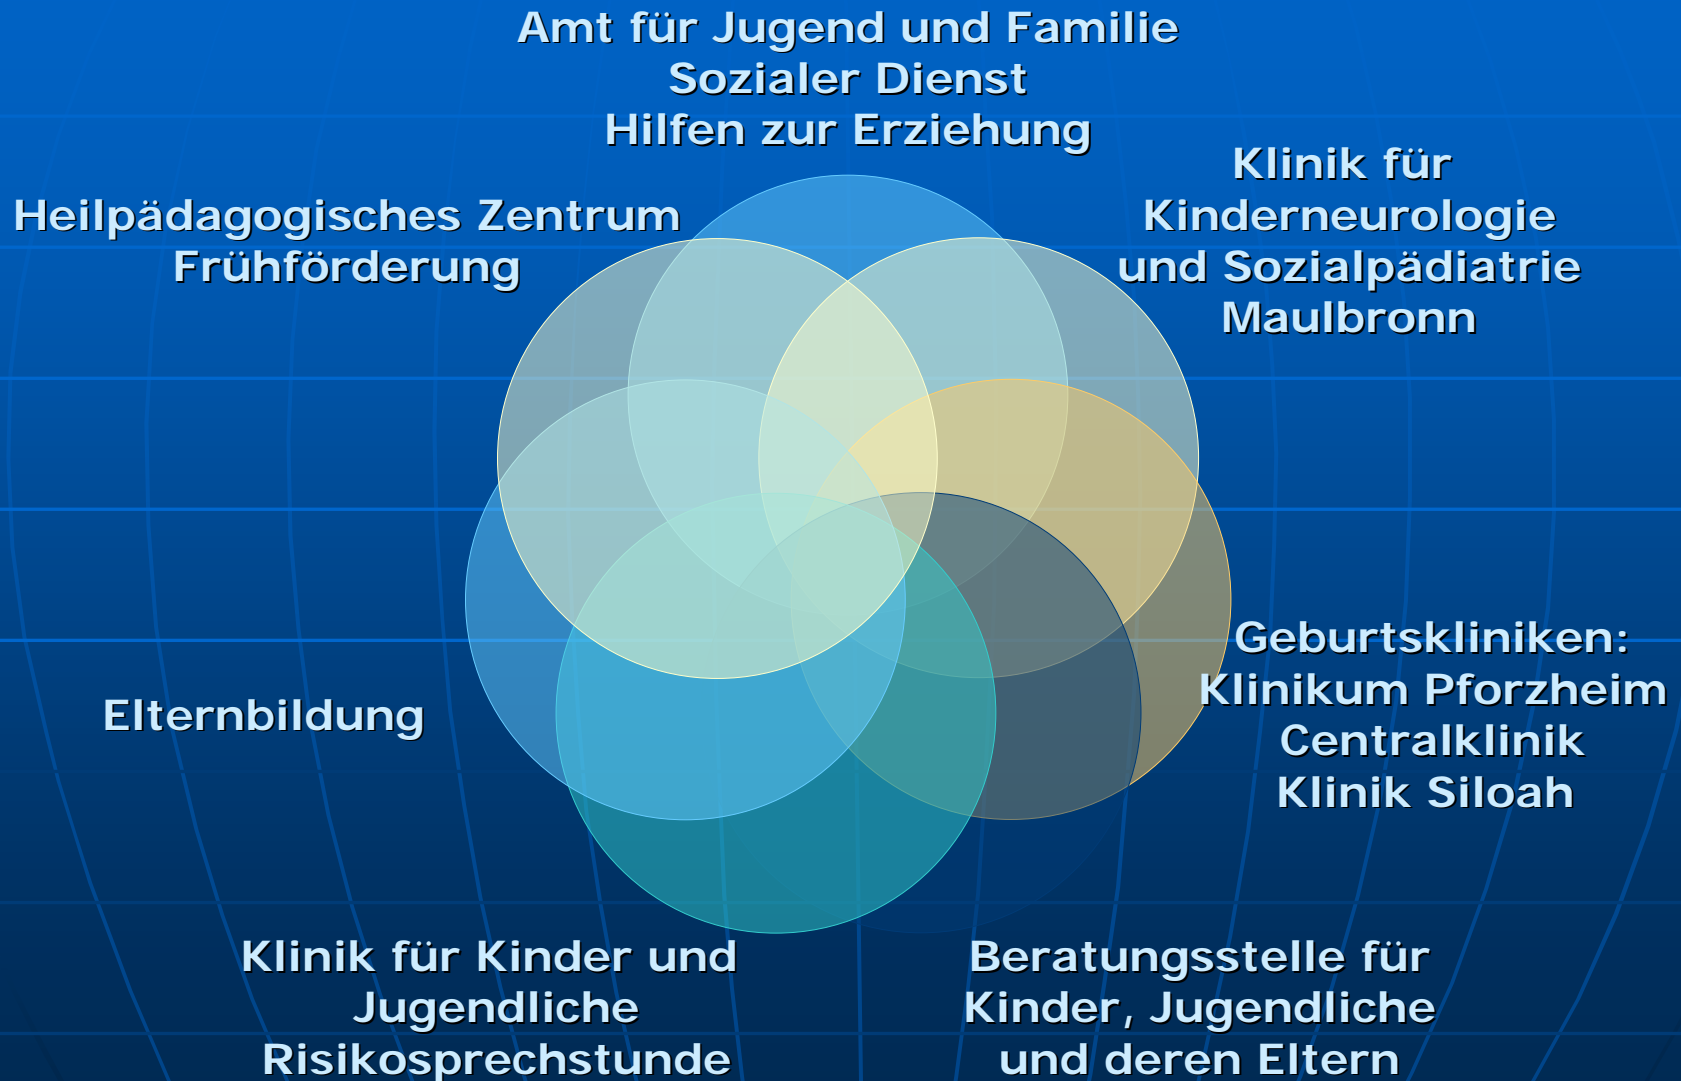 Amt für Jugend und Familie
Sozialer Dienst
Hilfen zur Erziehung
Klinik für
Kinderneurologie
und Sozialpädiatrie
Maulbronn
Heilpädagogisches Zentrum
Frühförderung
Geburtskliniken:
Klinikum Pforzheim
Centralklinik
Klinik Siloah
Elternbildung
Klinik für Kinder und
Jugendliche
Risikosprechstunde
Beratungsstelle für
Kinder, Jugendliche
und deren Eltern